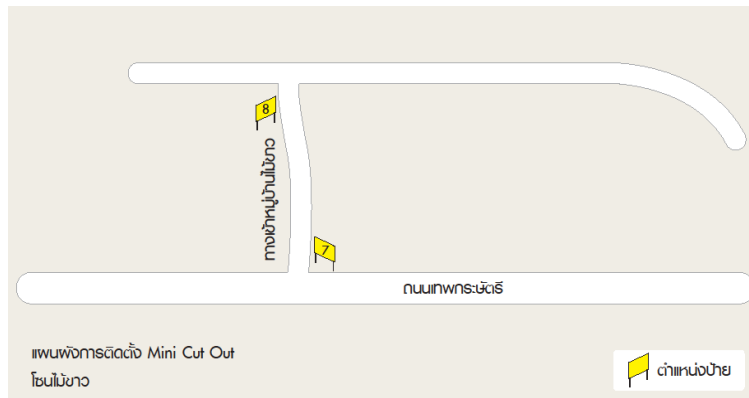 8
ทางเข้าหมู่บ้านไม้ขาว
7
ถนนเทพกระษัตรี
แผนผังการติดตั้ง Mini Cut Out
โซนไม้ขาว
ตำแหน่งป้าย